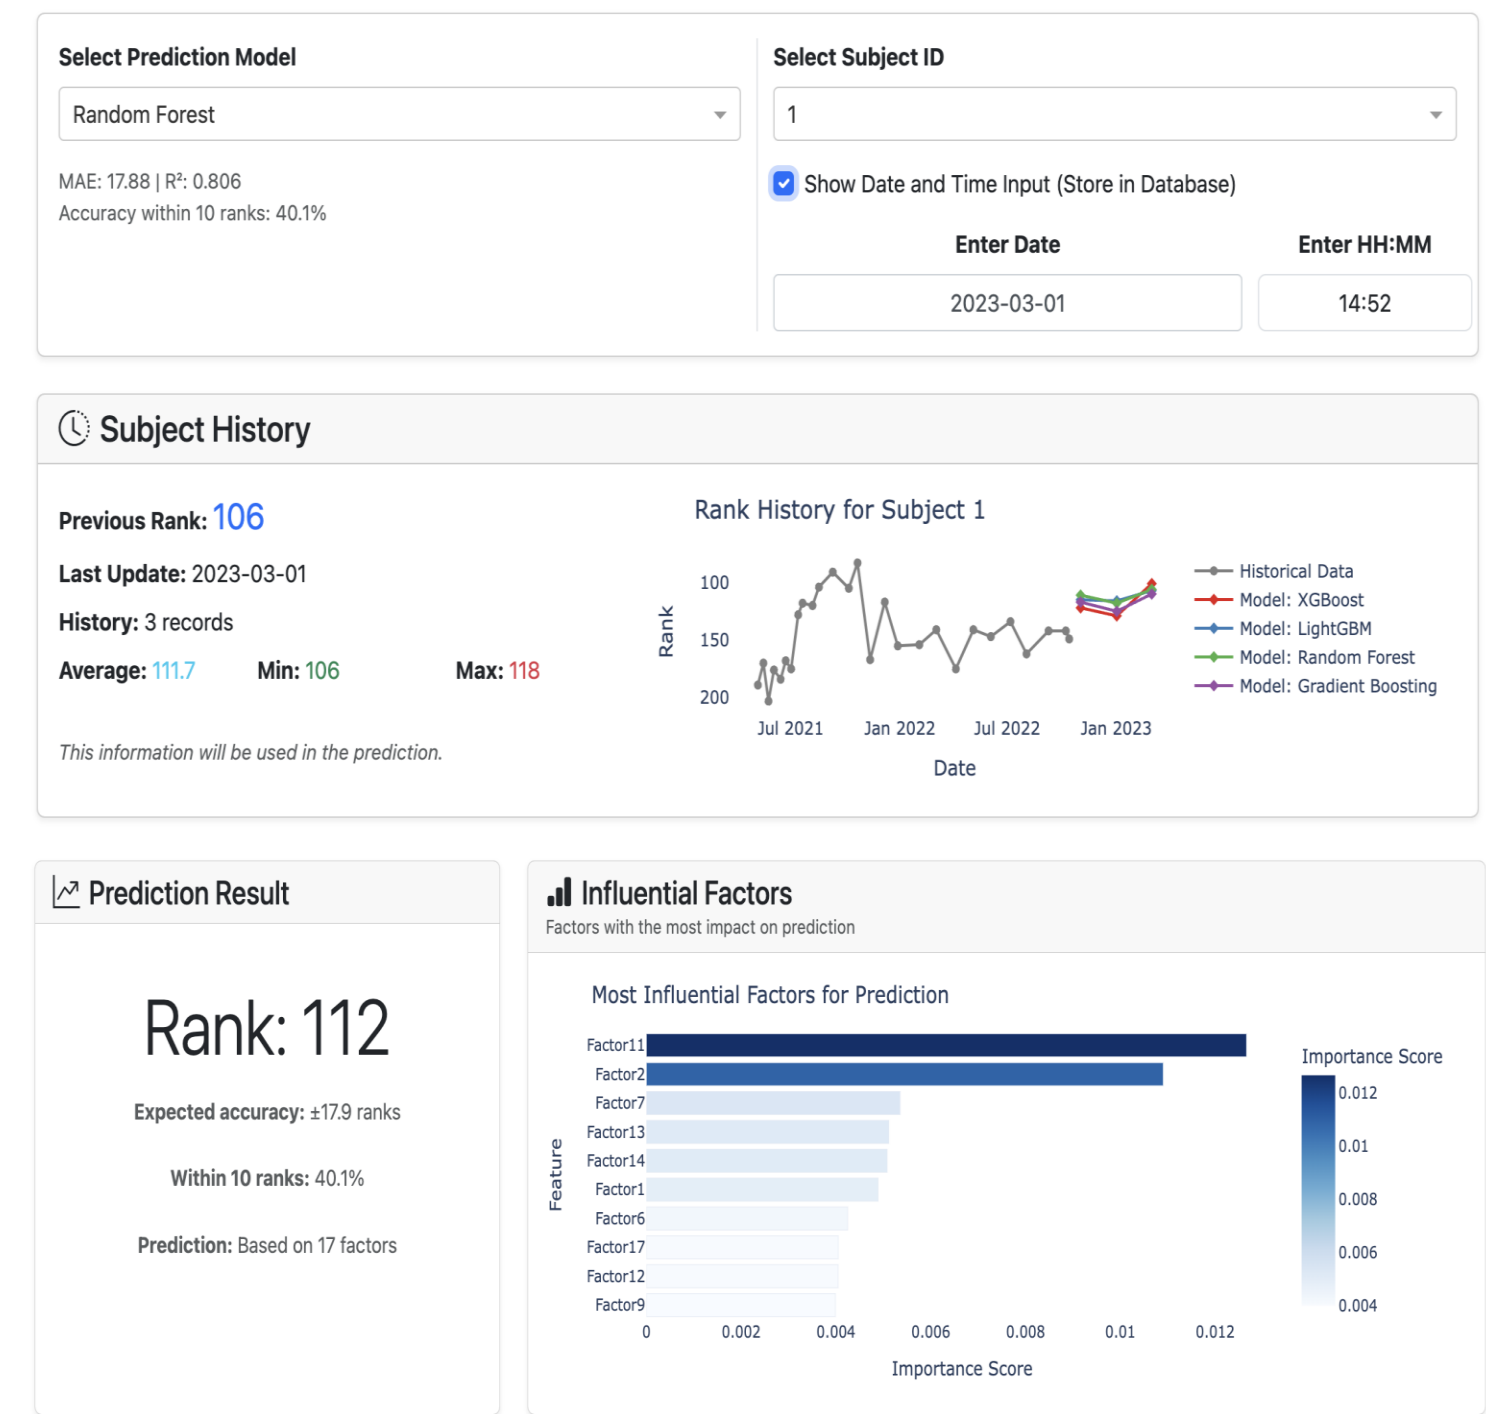 Select Prediction Model
Random Forest
MAE: 17.88 | R²: 0.806
Accuracy within 10 ranks: 40.1%
Select Subject ID
1
Show Date and Time Input (Store in Database)
Enter Date
Enter HH:MM
2023-03-01
14:52
Subject History
Previous Rank: 106
Last Update: 2023-03-01
History: 3 records
Average: 111.7 Min: 106 Max: 118
This information will be used in the prediction.
Rank History for Subject 1
100
150
200
Rank
Jul 2021 Jan 2022 Jul 2022 Jan 2023
Date
Historical Data
Model: XGBoost
Model: LightGBM
Model: Random Forest
Model: Gradient Boosting
Prediction Result
Rank: 112
Expected accuracy: ±17.9 ranks
Within 10 ranks: 40.1%
Prediction: Based on 17 factors
Influential Factors
Factors with the most impact on prediction
Most Influential Factors for Prediction
Feature
Factor11
Factor2
Factor7
Factor13
Factor14
Factor1
Factor6
Factor17
Factor12
Factor9
0 0.002 0.004 0.006 0.008 0.01 0.012
Importance Score
Importance Score
0.012
0.01
0.008
0.006
0.004